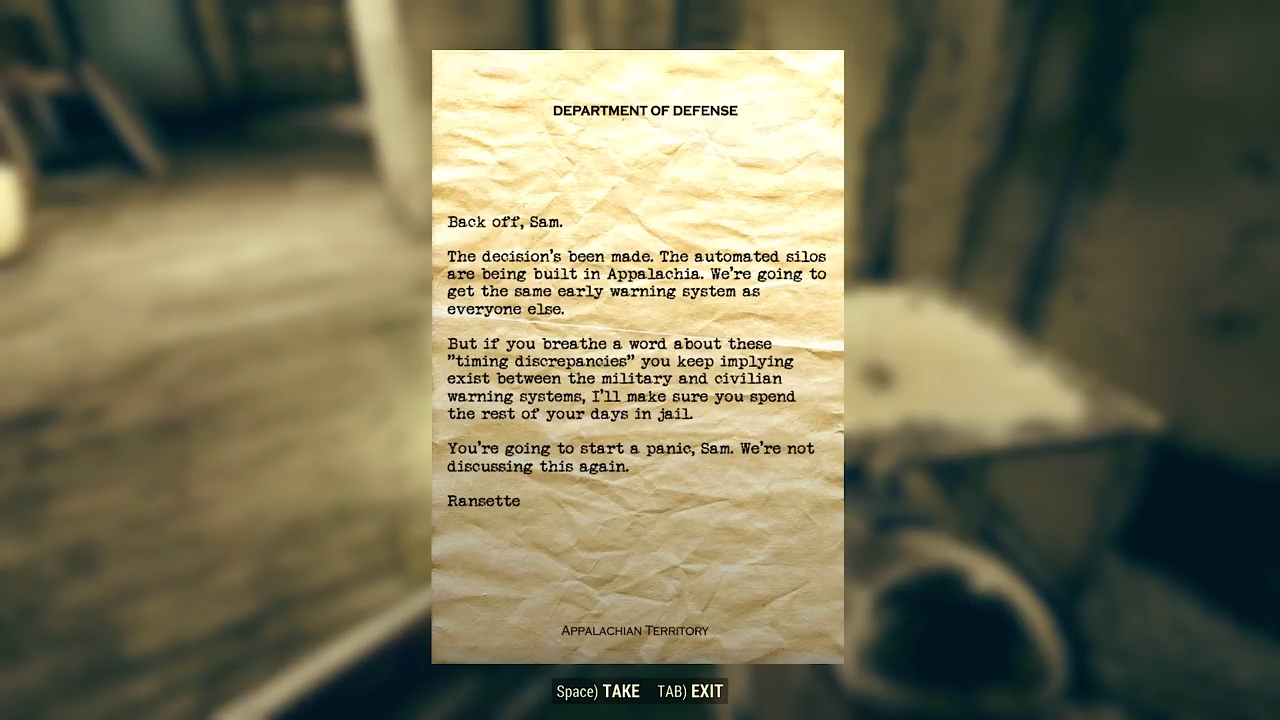 DEPARTMENT OF DEFENSE
Back off, Sam.
The decision's been made. The automated silos
are being built in Appalachia. We're going to
get the same early warning system as
everyone else.
But if you breathe a word about these
"timing discrepancies" you keep implying
exist between the military and civilian
warning systems, I'll make sure you spend
the rest of your days in jail.
You're going to start a panic, Sam. We're not
discussing this again.
Ransette
APPALACHIAN TERRITORY
Space) TAKE TAB) EXIT